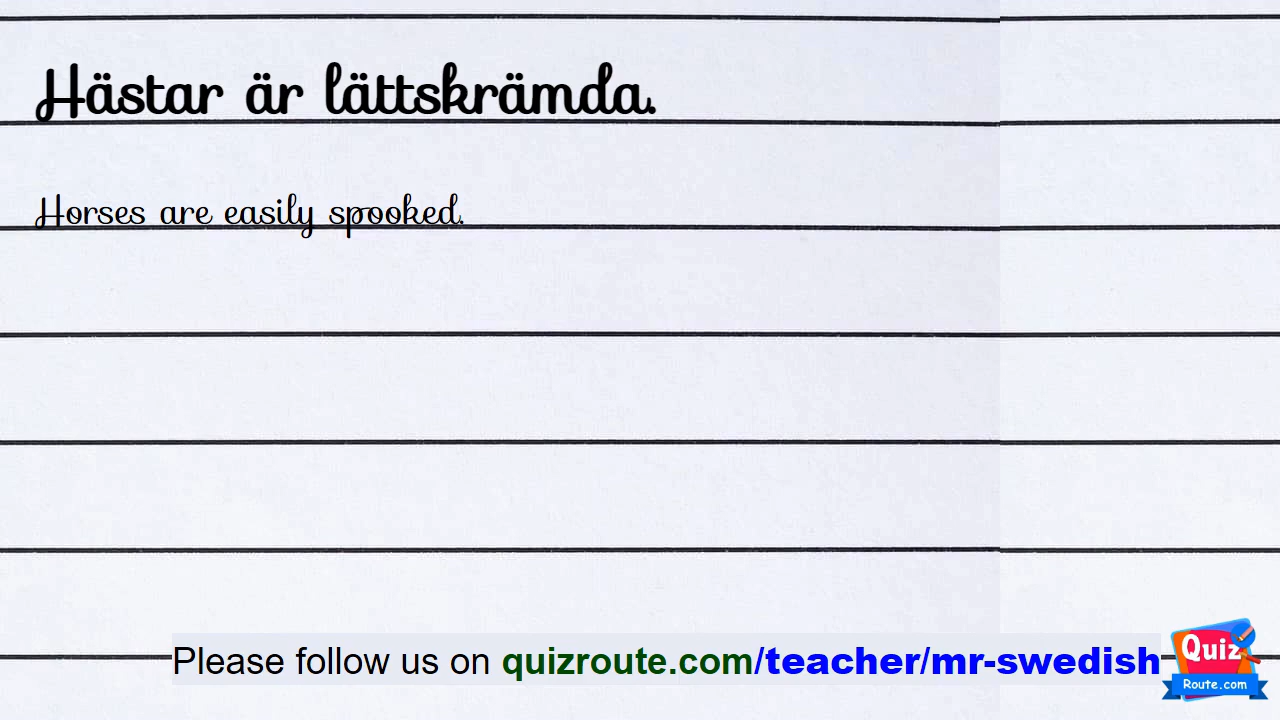 Hästar är lättskrämda.
Horses are easily spooked.
Please follow us on quizroute.com/teacher/mr-swedish
Quiz
Route.com